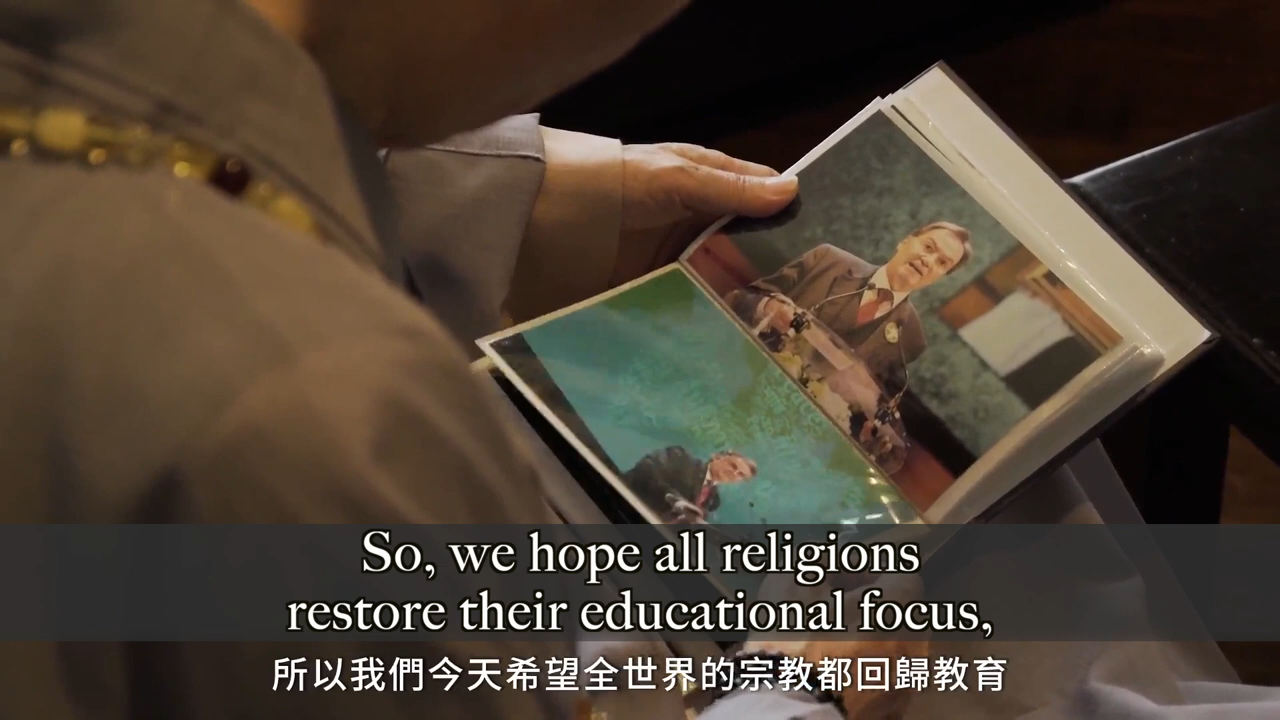 So, we hope all religions
restore their educational focus,
所以我們今天希望全世界的宗教都回歸教育